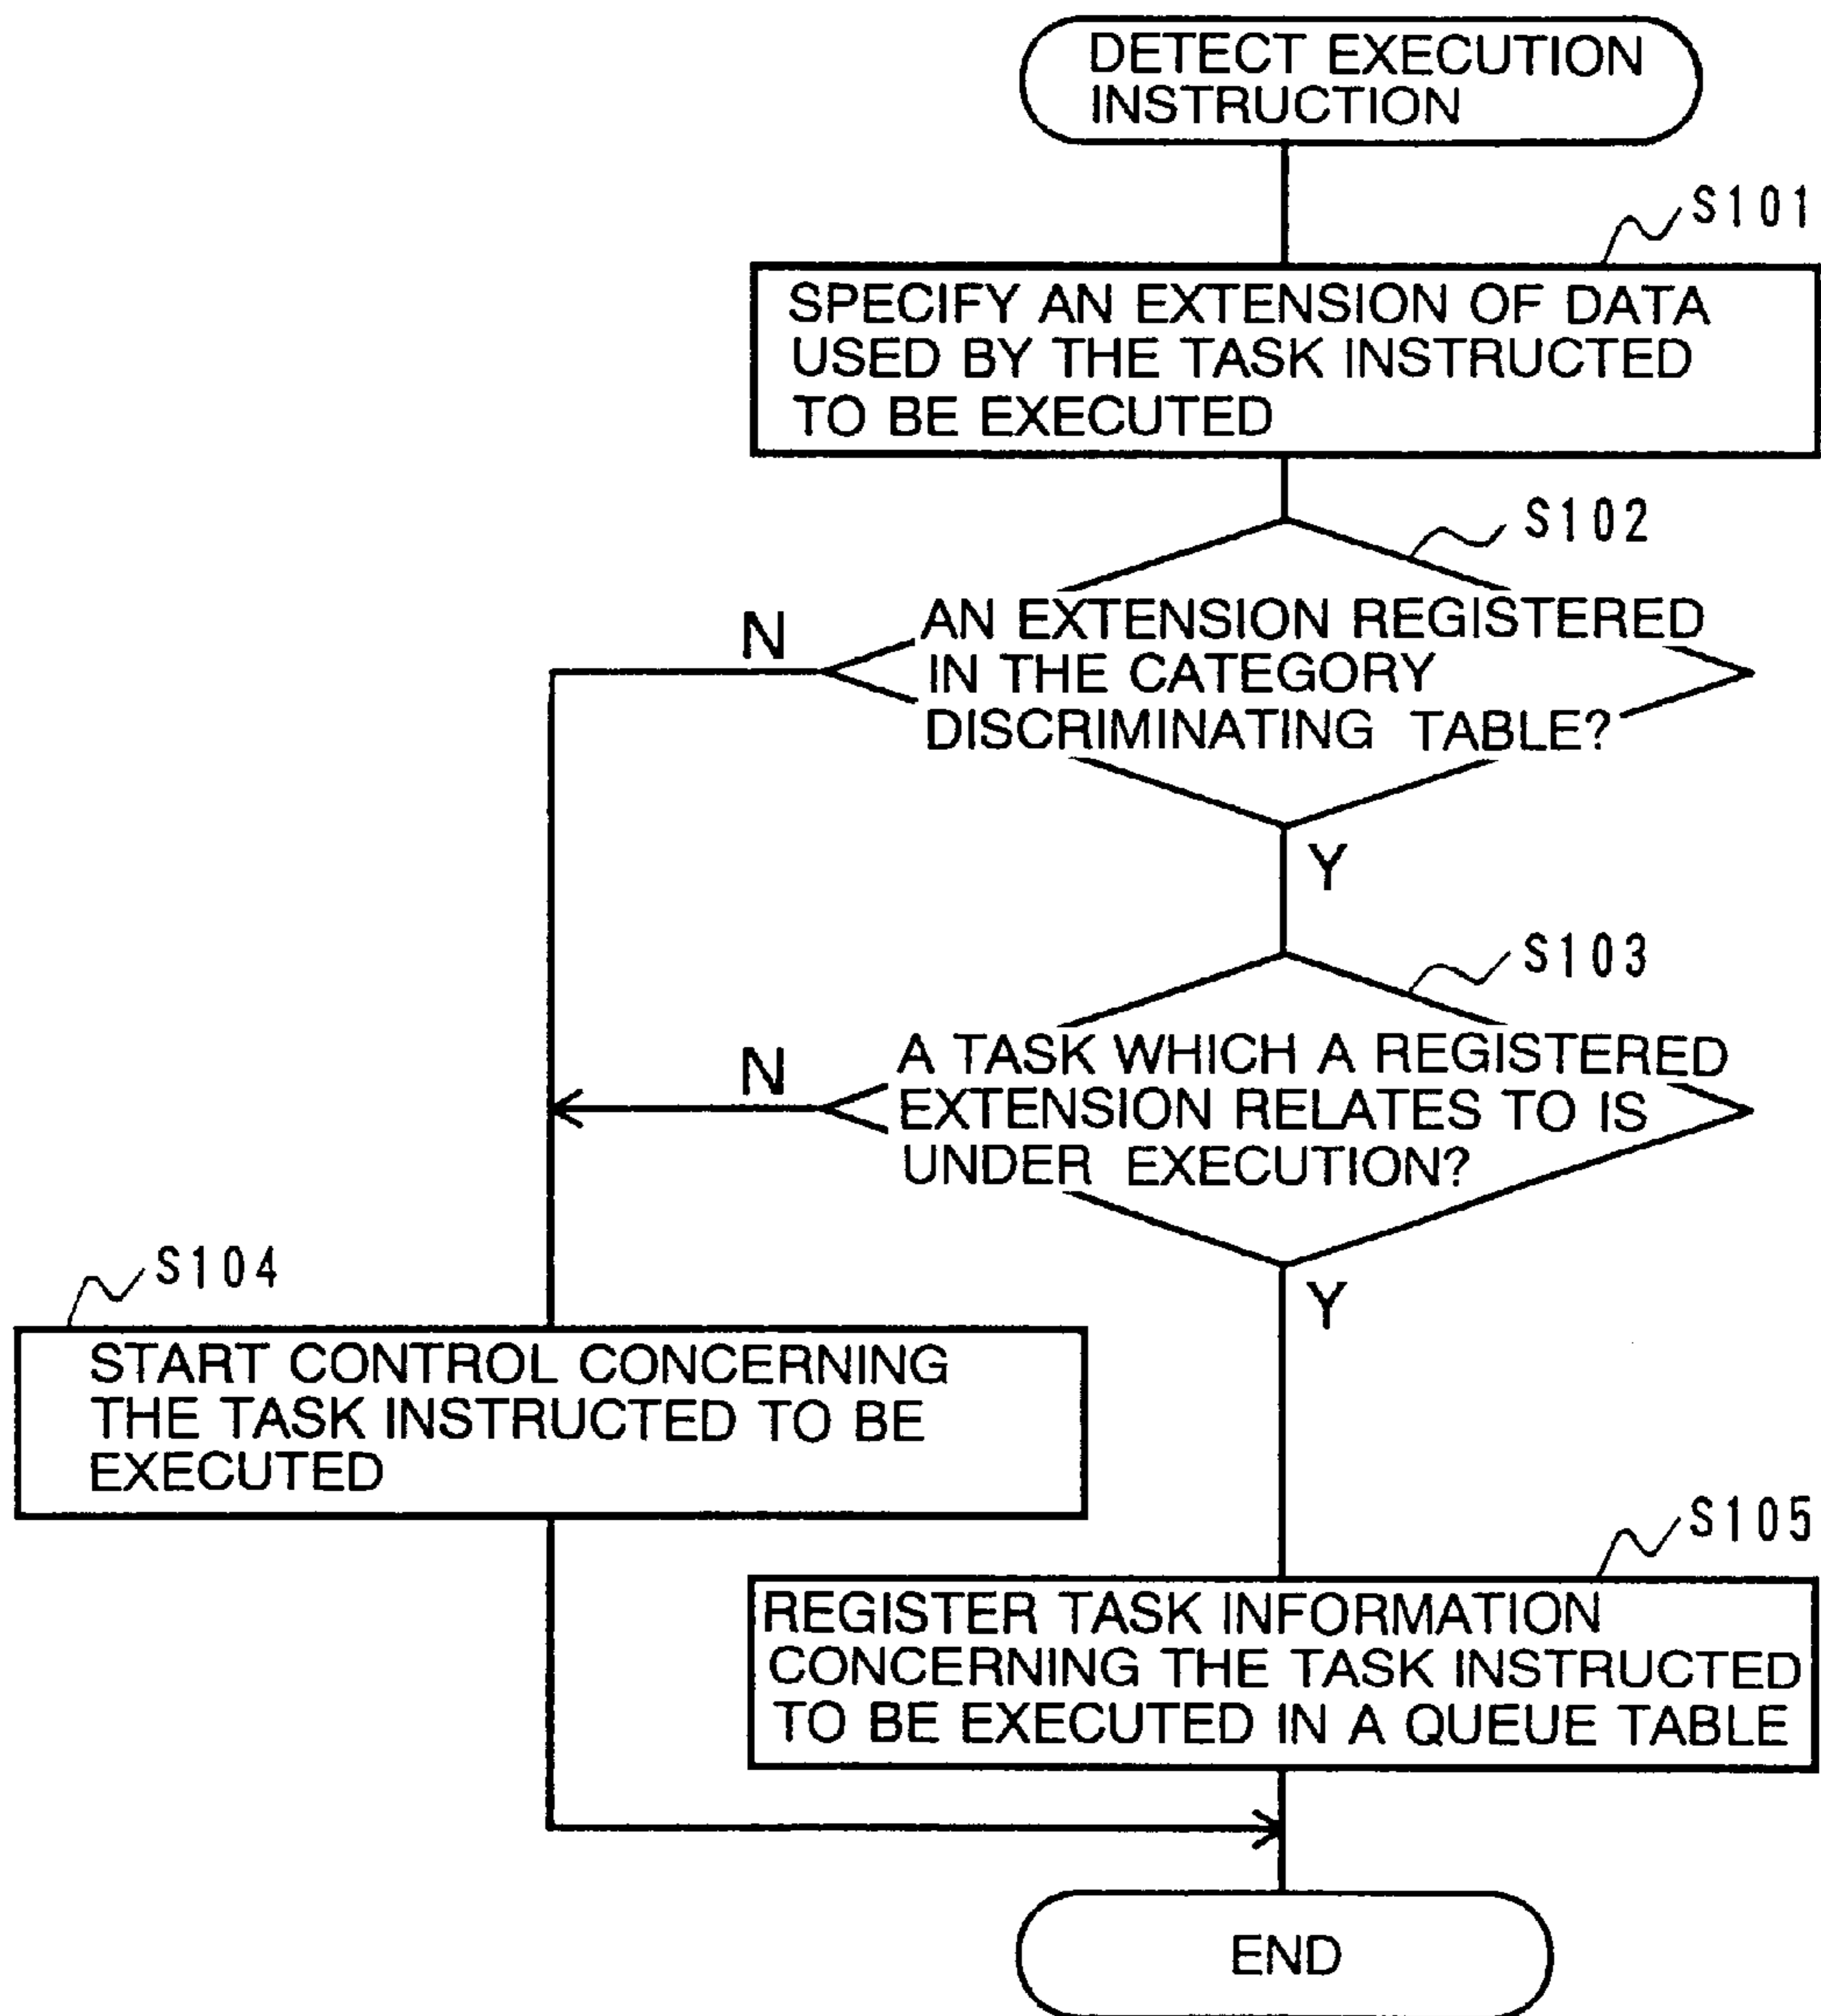 DETECT EXECUTION
INSTRUCTION
S101
SPECIFY AN EXTENSION OF DATA
USED BY THE TASK INSTRUCTED
TO BE EXECUTED
S102
N
AN EXTENSION REGISTERED
IN THE CATEGORY
DISCRIMINATING TABLE?
Y
S103
N
A TASK WHICH A REGISTERED
EXTENSION RELATES TO IS
UNDER EXECUTION?
Y
S104
START CONTROL CONCERNING
THE TASK INSTRUCTED TO BE
EXECUTED
S105
REGISTER TASK INFORMATION
CONCERNING THE TASK INSTRUCTED
TO BE EXECUTED IN A QUEUE TABLE
END